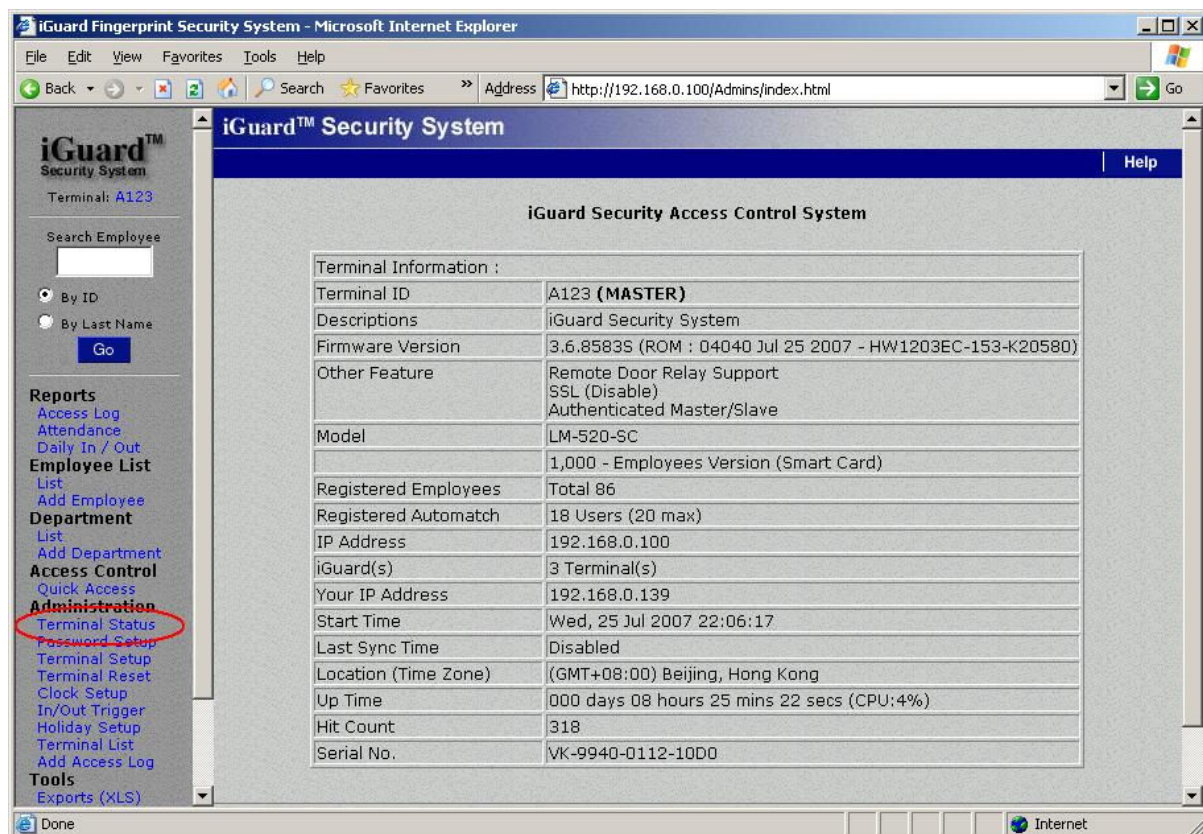 iGuard Fingerprint Security System - Microsoft Internet Explorer
File Edit View Favorites Tools Help
Back Search Favorites » Address http://192.168.0.100/Admins/index.html Go
iGuard™
Security System
Terminal: A123
Search Employee
By ID
By Last Name
Go
Reports
Access Log
Attendance
Daily In / Out
Employee List
List
Add Employee
Department
List
Add Department
Access Control
Quick Access
Administration
Terminal Status
Password Setup
Terminal Setup
Terminal Reset
Clock Setup
In/Out Trigger
Holiday Setup
Terminal List
Add Access Log
Tools
Exports (XLS)
iGuard™ Security System
Help
iGuard Security Access Control System
Terminal Information :
Terminal ID A123 (MASTER)
Descriptions iGuard Security System
Firmware Version 3.6.8583S (ROM : 04040 Jul 25 2007 - HW1203EC-153-K20580)
Other Feature Remote Door Relay Support
SSL (Disable)
Authenticated Master/Slave
Model LM-520-SC
1,000 - Employees Version (Smart Card)
Registered Employees Total 86
Registered Automatch 18 Users (20 max)
IP Address 192.168.0.100
iGuard(s) 3 Terminal(s)
Your IP Address 192.168.0.139
Start Time Wed, 25 Jul 2007 22:06:17
Last Sync Time Disabled
Location (Time Zone) (GMT+08:00) Beijing, Hong Kong
Up Time 000 days 08 hours 25 mins 22 secs (CPU:4%)
Hit Count 318
Serial No. VK-9940-0112-10D0
Done Internet